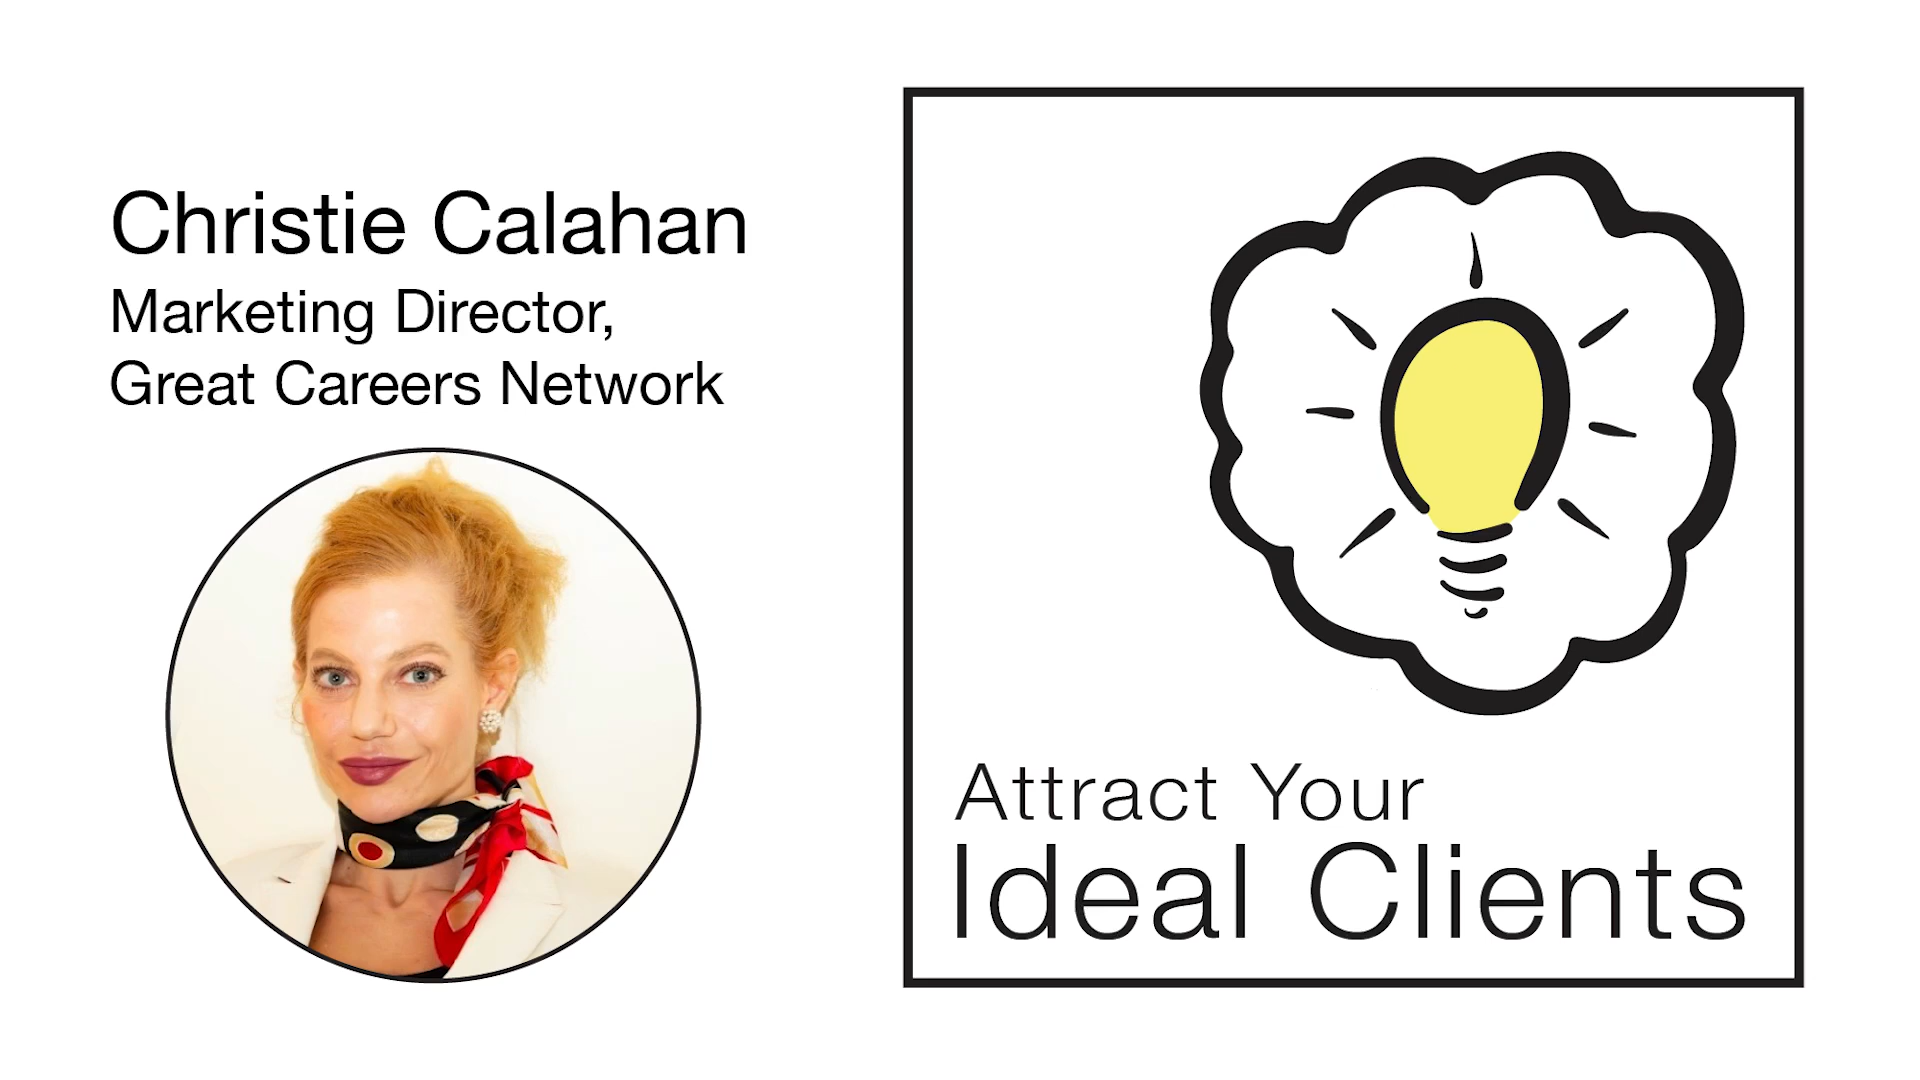 Christie Calahan
Marketing Director,
Great Careers Network
Attract Your
Ideal Clients